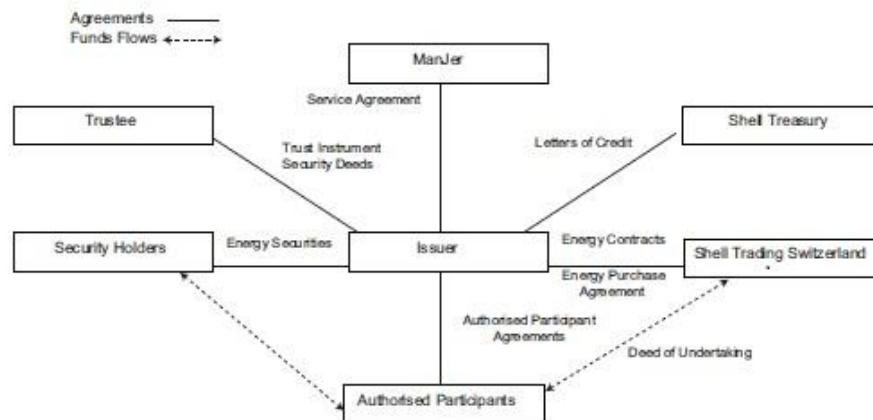 Agreements
Funds Flows
ManJer
Service Agreement
Trustee
Shell Treasury
Trust Instrument
Security Deeds
Letters of Credit
Security Holders
Energy Securities
Issuer
Energy Contracts
Shell Trading Switzerland
Energy Purchase
Agreement
Authorised Participant
Agreements
Deed of Undertaking
Authorised Participants